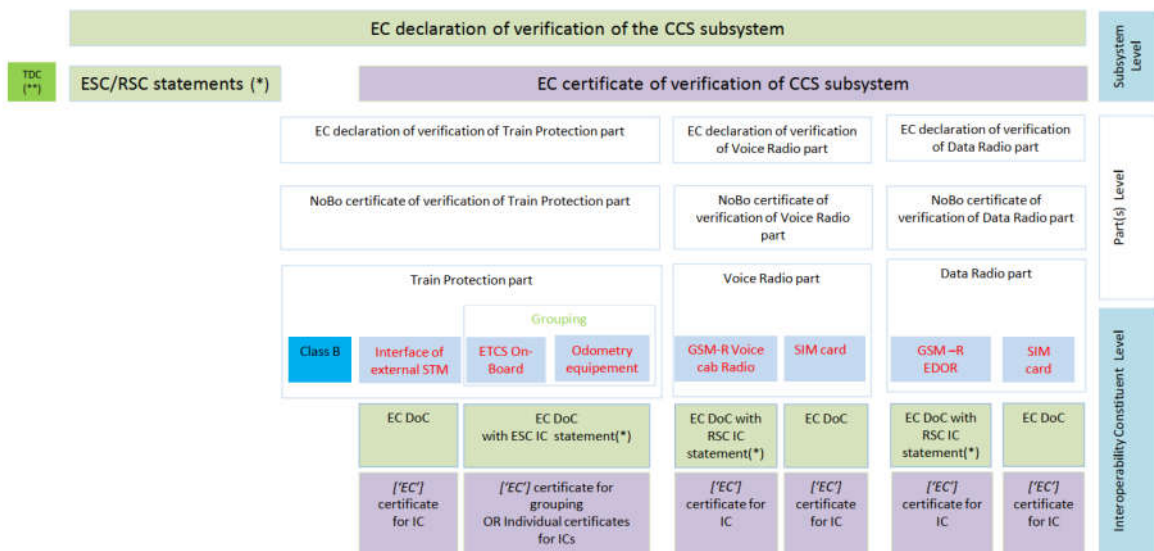 EC declaration of verification of the CCS subsystem
Subsystem
Level
TDC
(**)
ESC/RSC statements (*)
EC certificate of verification of CCS subsystem
EC declaration of verification of Train Protection part
EC declaration of verification
of Voice Radio part
EC declaration of verification
of Data Radio part
Part(s) Level
NoBo certificate of verification of Train Protection part
NoBo certificate of
verification of Voice Radio
part
NoBo certificate of
verification of Data Radio part
Train Protection part
Voice Radio part
Data Radio part
Grouping
Class B
Interface of
external STM
ETCS On-
Board
Odometry
equipement
GSM-R Voice
cab Radio
SIM card
GSM –R
EDOR
SIM
card
Interoperability Constituent Level
EC DoC
EC DoC
with ESC IC statement(*)
EC DoC with
RSC IC
statement(*)
EC DoC
EC DoC with
RSC IC
statement(*)
EC DoC
['EC']
certificate
for IC
['EC'] certificate for
grouping
OR Individual certificates
for ICs
['EC']
certificate for
IC
['EC']
certificate
for IC
['EC']
certificate for
IC
['EC']
certificate
for IC